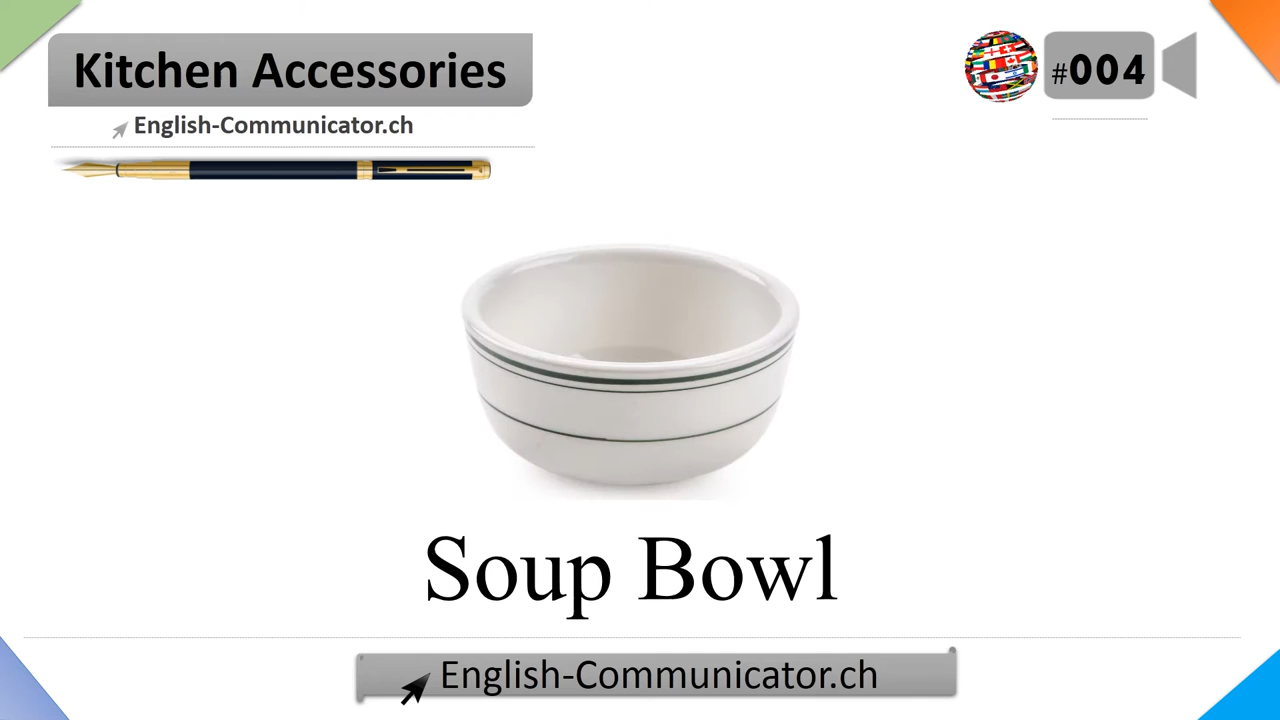 Kitchen Accessories
#004
English-Communicator.ch
Soup Bowl
English-Communicator.ch